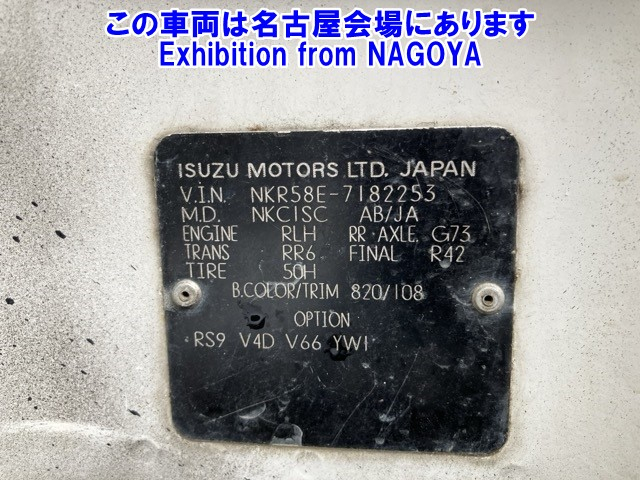 この車両は名古屋会場にあります
Exhibition from NAGOYA
ISUZU MOTORS LTD. JAPAN
V.I.N. NKR58E-7182253
M.D. NKC1SC AB/JA
ENGINE RLH RR AXLE G73
TRANS RR6 FINAL R42
TIRE 50H
B.COLOR/TRIM 820/108
OPTION
RS9 V4D V66 YW1